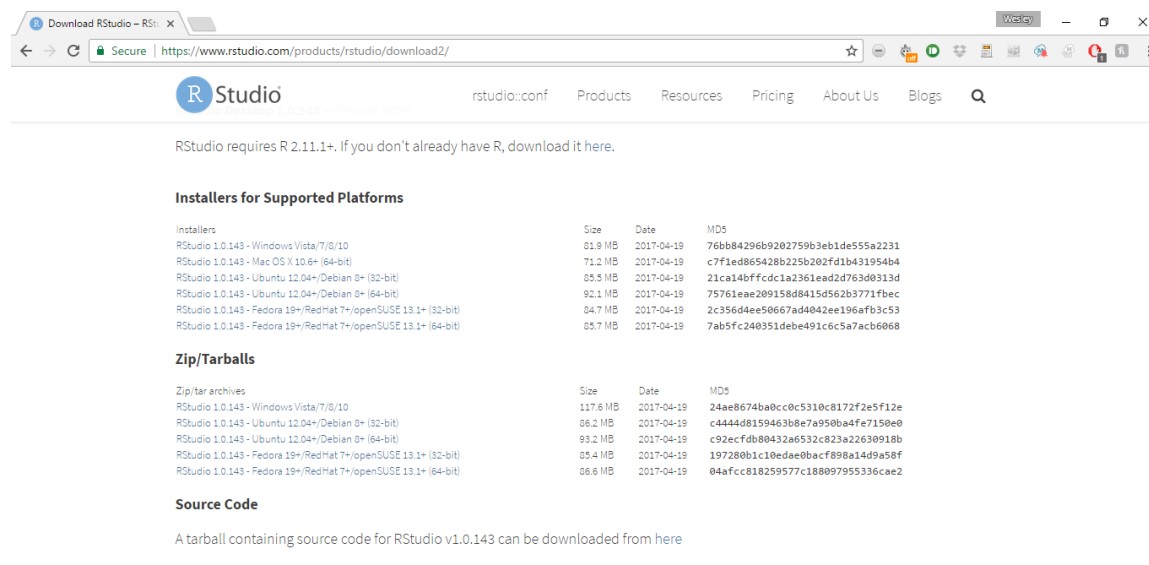 Download RStudio – RSt
Wesley
Secure | https://www.rstudio.com/products/rstudio/download2/
off
1
R Studio
rstudio::conf Products Resources Pricing About Us Blogs
RStudio requires R 2.11.1+. If you don't already have R, download it here.
Installers for Supported Platforms
Installers Size Date MD5
RStudio 1.0.143 - Windows Vista/7/8/10 81.9 MB 2017-04-19 76bb84296b9202759b3eb1de555a2231
RStudio 1.0.143 - Mac OS X 10.6+ (64-bit) 71.2 MB 2017-04-19 c7f1ed865428b225b202fd1b431954b4
RStudio 1.0.143 - Ubuntu 12.04+/Debian 8+ (32-bit) 85.5 MB 2017-04-19 21ca14bffcdc1a2361ead2d763d0313d
RStudio 1.0.143 - Ubuntu 12.04+/Debian 8+ (64-bit) 92.1 MB 2017-04-19 75761eae209158d8415d562b3771fbec
RStudio 1.0.143 - Fedora 19+/RedHat 7+/openSUSE 13.1+ (32-bit) 84.7 MB 2017-04-19 2c356d4ee50667ad4042ee196afb3c53
RStudio 1.0.143 - Fedora 19+/RedHat 7+/openSUSE 13.1+ (64-bit) 85.7 MB 2017-04-19 7ab5fc240351debe491c6c5a7acb6068
Zip/Tarballs
Zip/tar archives Size Date MD5
RStudio 1.0.143 - Windows Vista/7/8/10 117.6 MB 2017-04-19 24ae8674ba0cc0c5310c8172f2e5f12e
RStudio 1.0.143 - Ubuntu 12.04+/Debian 8+ (32-bit) 86.2 MB 2017-04-19 c4444d8159463b8e7a950ba4fe7150e0
RStudio 1.0.143 - Ubuntu 12.04+/Debian 8+ (64-bit) 93.2 MB 2017-04-19 c92ecfdb80432a6532c823a22630918b
RStudio 1.0.143 - Fedora 19+/RedHat 7+/openSUSE 13.1+ (32-bit) 85.4 MB 2017-04-19 197280b1c10edae0bacf898a14d9a58f
RStudio 1.0.143 - Fedora 19+/RedHat 7+/openSUSE 13.1+ (64-bit) 86.6 MB 2017-04-19 04afcc818259577c188097955336cae2
Source Code
A tarball containing source code for RStudio v1.0.143 can be downloaded from here